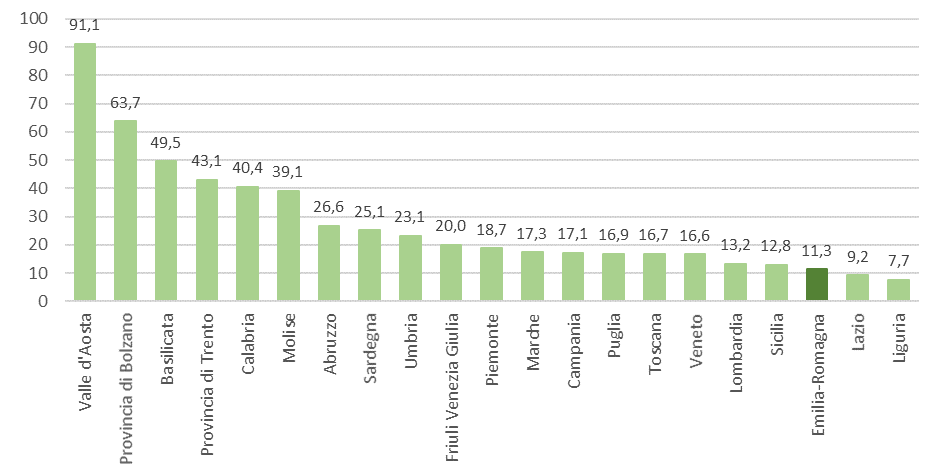 100
90
80
70
60
50
40
30
20
10
0
91,1
63,7
49,5
43,1
40,4
39,1
26,6
25,1
23,1
20,0
18,7
17,3
17,1
16,9
16,7
16,6
13,2
12,8
11,3
9,2
7,7
Valle d'Aosta
Provincia di Bolzano
Basilicata
Provincia di Trento
Calabria
Molise
Abruzzo
Sardegna
Umbria
Friuli Venezia Giulia
Piemonte
Marche
Campania
Puglia
Toscana
Veneto
Lombardia
Sicilia
Emilia-Romagna
Lazio
Liguria